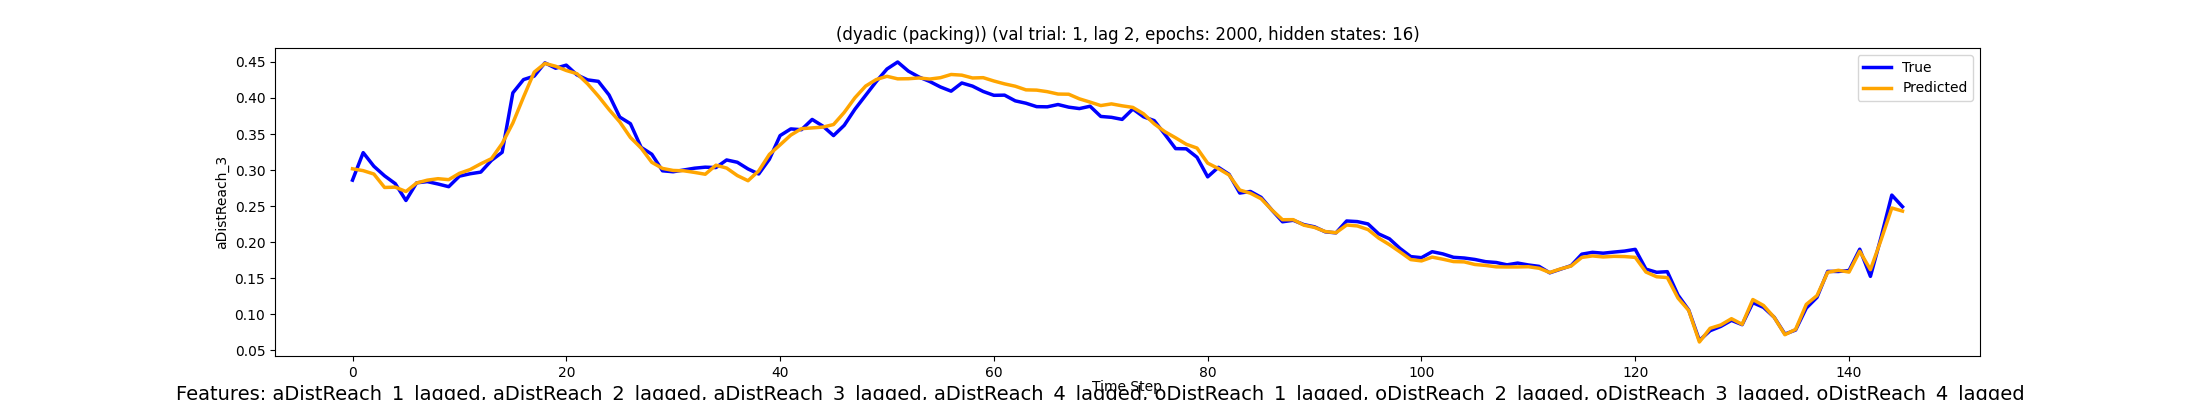 (dyadic (packing)) (val trial: 1, lag 2, epochs: 2000, hidden states: 16)
True
Predicted
aDistReach_3
0.45
0.40
0.35
0.30
0.25
0.20
0.15
0.10
0.05
0 20 40 60 80 100 120 140
Time Step
Features: aDistReach_1_lagged, aDistReach_2_lagged, aDistReach_3_lagged, aDistReach_4_lagged, oDistReach_1_lagged, oDistReach_2_lagged, oDistReach_3_lagged, oDistReach_4_lagged